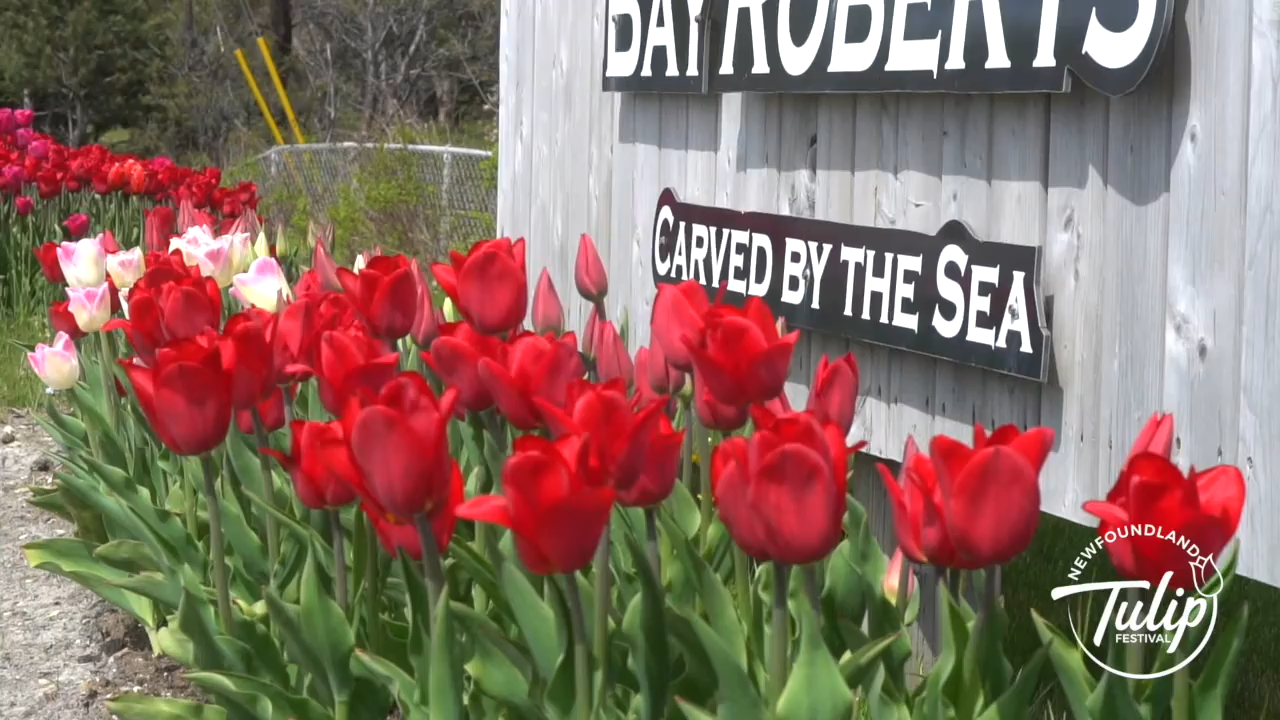 BAY ROBERTS
CARVED BY THE SEA
NEWFOUNDLAND
Tulip
FESTIVAL